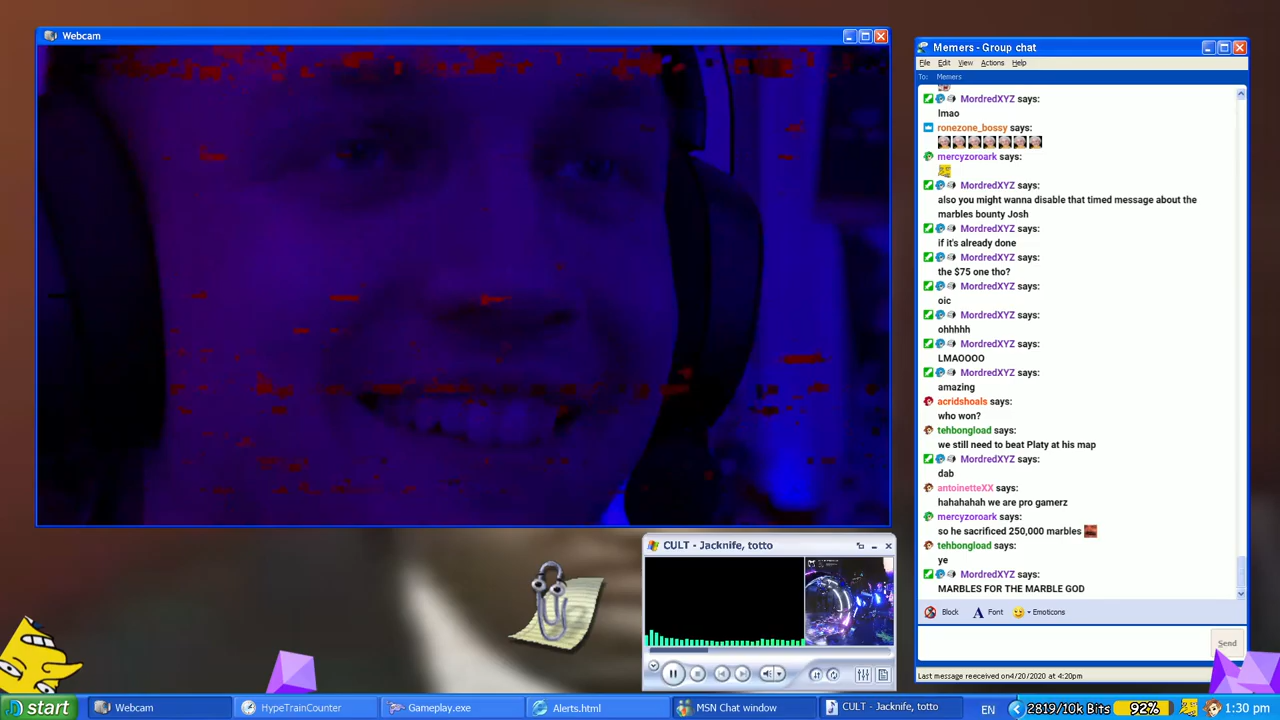 Webcam
Memers - Group chat
File Edit View Actions Help
To: Memers
MordredXYZ says:
lmao
ronezone_bossy says:
mercyzoroark says:
MordredXYZ says:
also you might wanna disable that timed message about the
marbles bounty Josh
MordredXYZ says:
if it's already done
MordredXYZ says:
the $75 one tho?
MordredXYZ says:
oic
MordredXYZ says:
ohhhhh
MordredXYZ says:
LMAOOOO
MordredXYZ says:
amazing
acridshoals says:
who won?
tehbongload says:
we still need to beat Platy at his map
MordredXYZ says:
dab
antoinetteXX says:
hahahahah we are pro gamerz
mercyzoroark says:
so he sacrificed 250,000 marbles
tehbongload says:
ye
MordredXYZ says:
MARBLES FOR THE MARBLE GOD
Block A Font Emoticons
Send
Last message reecived on4/20/2020 at 4:20pm
CULT - Jacknife, totto
start
Webcam
HypeTrainCounter
Gameplay.exe
Alerts.html
MSN Chat window
CULT - Jacknife, totto
EN
2819/10k Bits
92%
1:30 pm